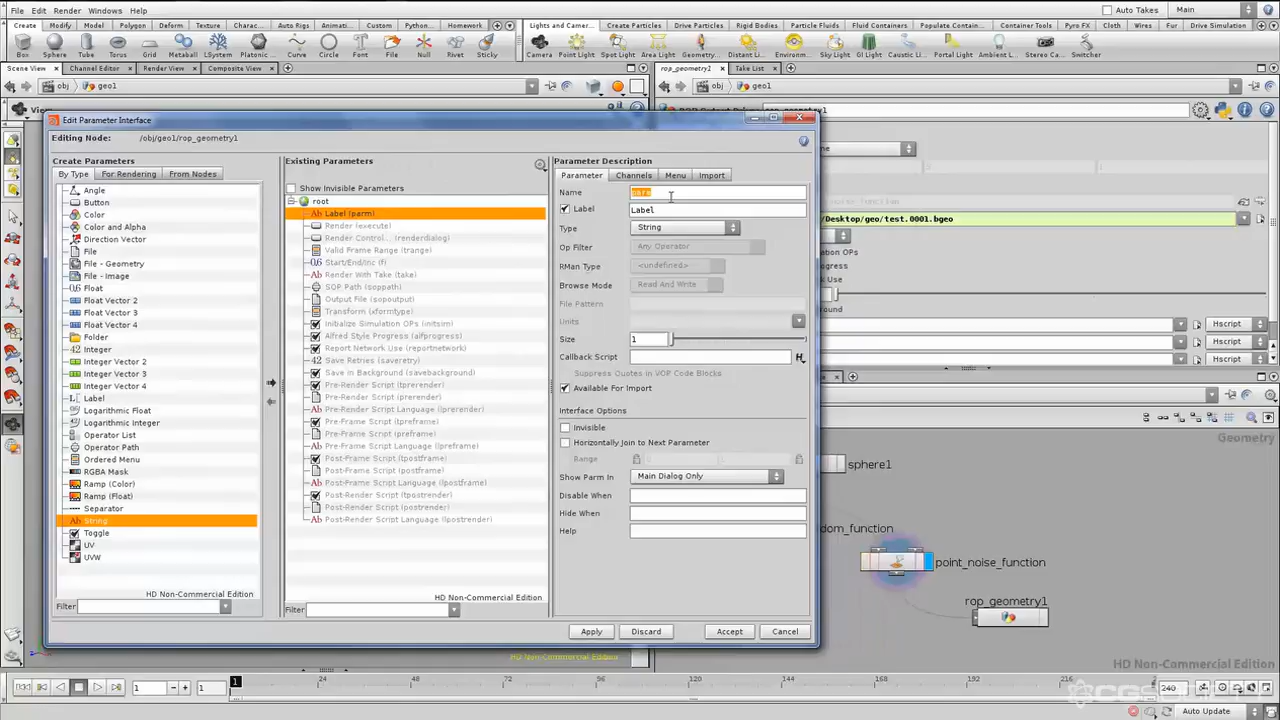 File Edit Render Windows Help
Auto Takes Main
Create Modify Model Polygon Deform Texture Charac... Auto Rigs Animati... Custom Python Homework
Lights and Camer... Create Particles Drive Particles Rigid Bodies Particle Fluids Fluid Containers Populate Contain... Container Tools Pyro FX Cloth Wires Fur Drive Simulation
Box Sphere Tube Torus Grid Metaball LSystem Platonic... Curve Circle Font File Null Rivet Sticky
Camera Point Light Spot Light Area Light Geometry... Distant L... Environm... Sky Light GI Light Caustic Li... Portal Light Ambient L...
Scene View Channel Editor Render View Composite View
rop_geometry1 Take List
obj geo1
obj geo1
View
ROP Output Driver rop_geometry1
Edit Parameter Interface
Editing Node: /obj/geo1/rop_geometry1
Create Parameters
By Type For Rendering From Nodes
Angle
Button
Color
Color and Alpha
Direction Vector
File
File - Geometry
File - Image
Float
Float Vector 2
Float Vector 3
Float Vector 4
Folder
Integer
Integer Vector 2
Integer Vector 3
Integer Vector 4
Label
Logarithmic Float
Logarithmic Integer
Operator List
Operator Path
Ordered Menu
RGBA Mask
Ramp (Color)
Ramp (Float)
Separator
String
Toggle
UV
UVW
HD Non-Commercial Edition
Filter
Existing Parameters
Show Invisible Parameters
root
Label (parm)
Render (execute)
Render Control... (renderdialog)
Valid Frame Range (trange)
Start/End/Inc (f)
Render With Take (take)
SOP Path (soppath)
Output File (sopoutput)
Transform (xformtype)
Initialize Simulation OPs (initsim)
Alfred Style Progress (alfprogress)
Report Network Use (reportnetwork)
Save Retries (saveretry)
Save in Background (savebackground)
Pre-Render Script (tprerender)
Pre-Render Script (prerender)
Pre-Render Script Language (lprerender)
Pre-Frame Script (tpreframe)
Pre-Frame Script (preframe)
Pre-Frame Script Language (lpreframe)
Post-Frame Script (tpostframe)
Post-Frame Script (postframe)
Post-Frame Script Language (lpostframe)
Post-Render Script (tpostrender)
Post-Render Script (postrender)
Post-Render Script Language (lpostrender)
HD Non-Commercial Edition
Filter
Parameter Description
Parameter Channels Menu Import
Name parm
Label Label
Type String
Op Filter Any Operator
RMan Type <undefined>
Browse Mode Read And Write
File Pattern
Units
Size 1
Callback Script
Suppress Quotes in VOP Code Blocks
Available For Import
Interface Options
Invisible
Horizontally Join to Next Parameter
Range
Show Parm In Main Dialog Only
Disable When
Hide When
Help
Apply Discard Accept Cancel
/Desktop/geo/test.0001.bgeo
Hscript
Hscript
Hscript
Geometry
sphere1
dom_function
point_noise_function
rop_geometry1
HD Non-Commercial Edition
HD Non-Commercial Edition
1 1 1 24 48 72 96 120 144 168 192 216 240
Auto Update